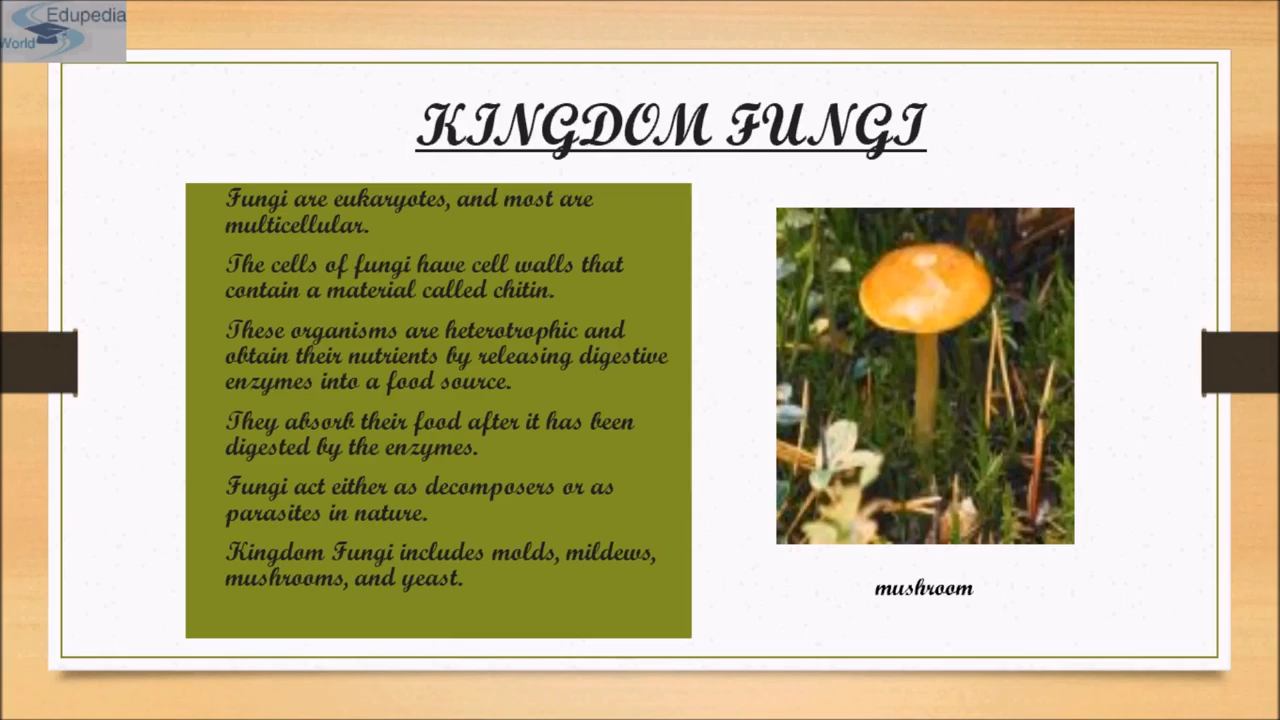 Edupedia
World
KINGDOM FUNGI
Fungi are eukaryotes, and most are
multicellular.
The cells of fungi have cell walls that
contain a material called chitin.
These organisms are heterotrophic and
obtain their nutrients by releasing digestive
enzymes into a food source.
They absorb their food after it has been
digested by the enzymes.
Fungi act either as decomposers or as
parasites in nature.
Kingdom Fungi includes molds, mildews,
mushrooms, and yeast.
mushroom